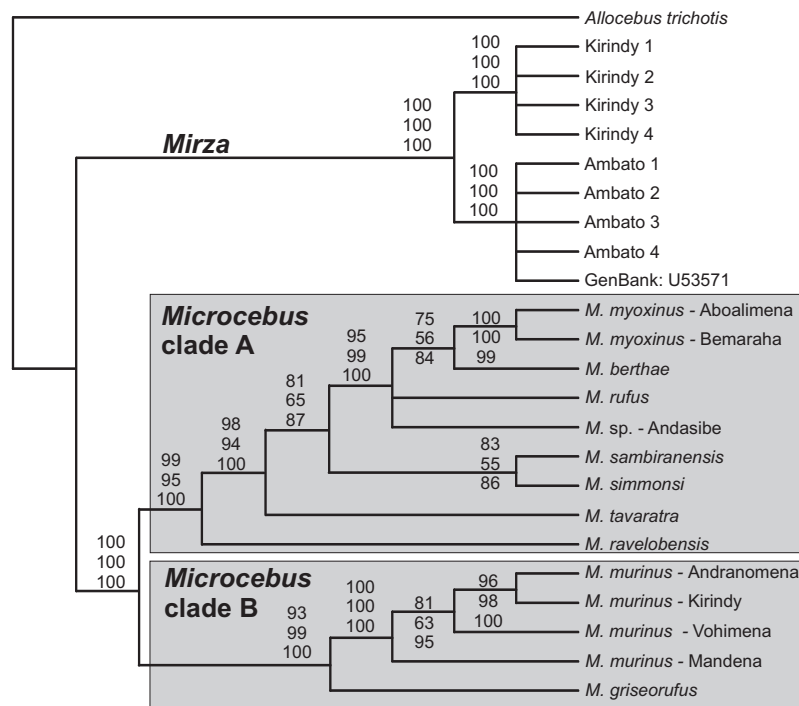 Allocebus trichotis
100
100
100
Kirindy 1
Kirindy 2
Kirindy 3
Kirindy 4
100
100
100
Mirza
100
100
100
Ambato 1
Ambato 2
Ambato 3
Ambato 4
GenBank: U53571
Microcebus
clade A
75
56
84
100
100
99
M. myoxinus - Aboalimena
M. myoxinus - Bemaraha
M. berthae
95
99
100
M. rufus
M. sp. - Andasibe
81
65
87
83
55
86
M. sambiranensis
M. simmonsi
98
94
100
M. tavaratra
99
95
100
M. ravelobensis
100
100
100
Microcebus
clade B
96
98
100
M. murinus - Andranomena
M. murinus - Kirindy
M. murinus - Vohimena
81
63
95
100
100
100
M. murinus - Mandena
93
99
100
M. griseorufus